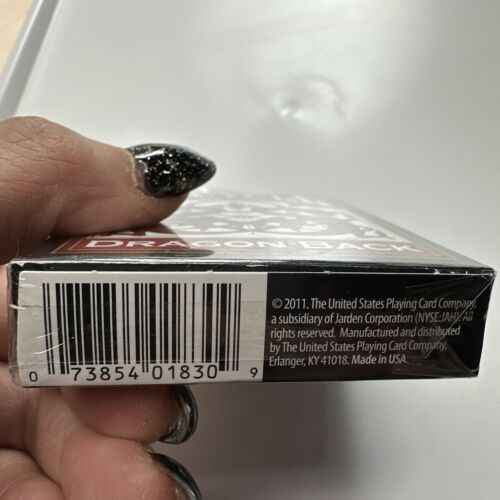 DRAGON BACK
© 2011. The United States Playing Card Company,
a subsidiary of Jarden Corporation (NYSE:JAH). All
rights reserved. Manufactured and distributed
by The United States Playing Card Company,
Erlanger, KY 41018. Made in USA.
0 73854 01830 9